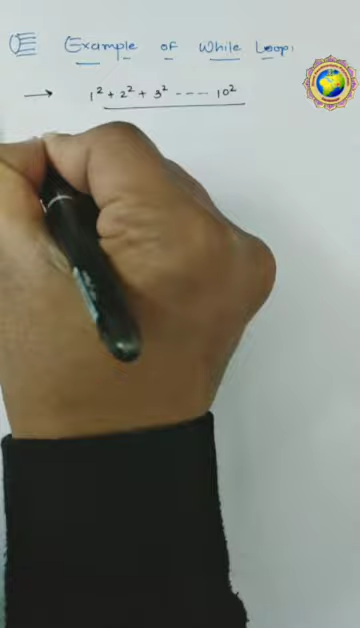 Example of While Loop:
→ 1² + 2² + 3² ---- 10²